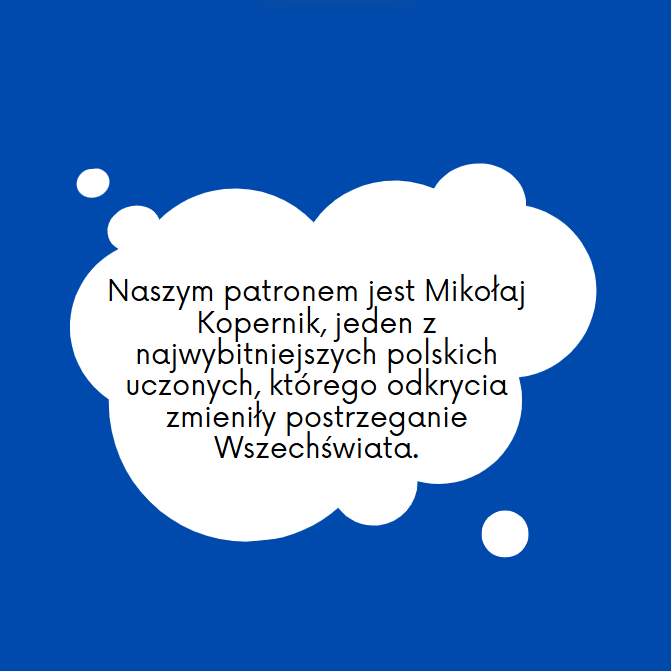 Naszym patronem jest Mikołaj
Kopernik, jeden z
najwybitniejszych polskich
uczonych, którego odkrycia
zmieniły postrzeganie
Wszechświata.